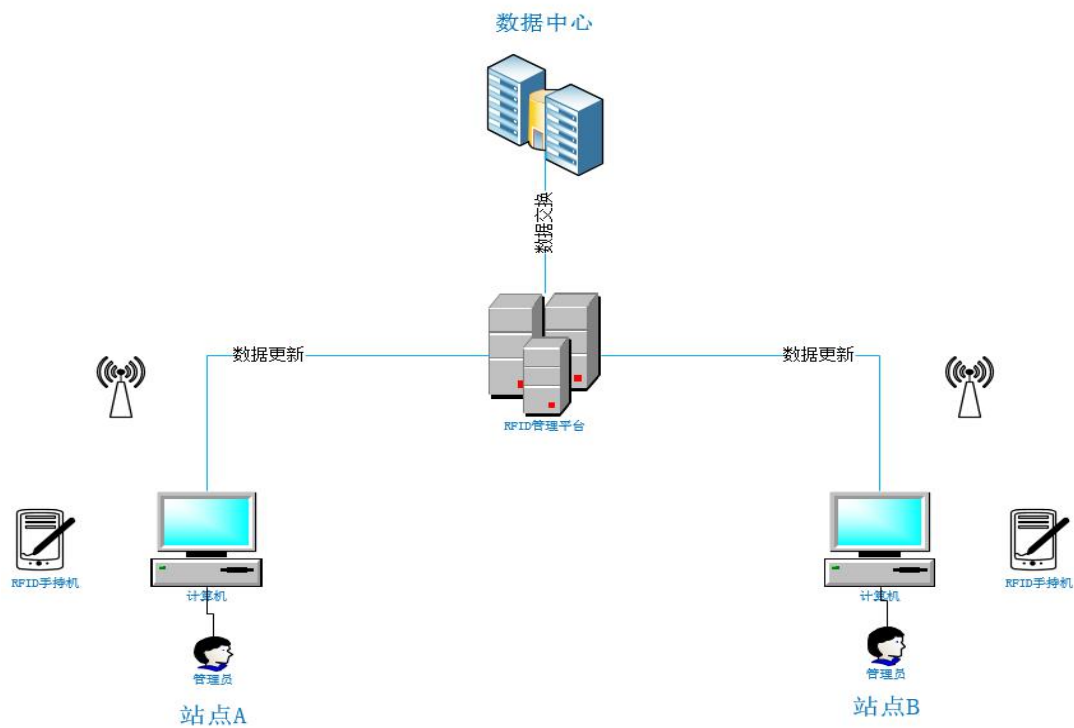 数据中心
数据交换
数据更新
数据更新
RFID管理平台
RFID手持机
计算机
计算机
RFID手持机
管理员
管理员
站点A
站点B